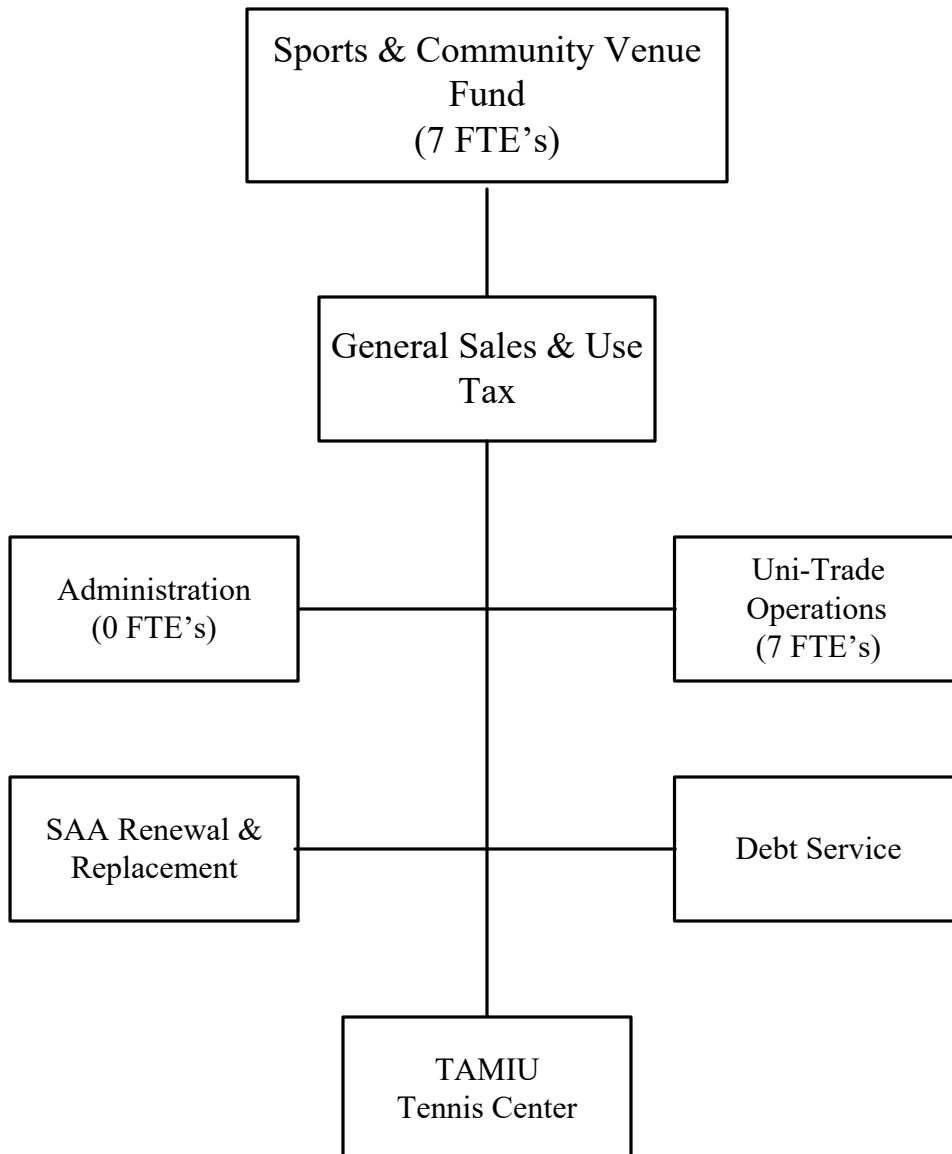 Sports & Community Venue
Fund
(7 FTE’s)
General Sales & Use
Tax
Administration
(0 FTE’s)
Uni-Trade
Operations
(7 FTE’s)
SAA Renewal &
Replacement
Debt Service
TAMIU
Tennis Center